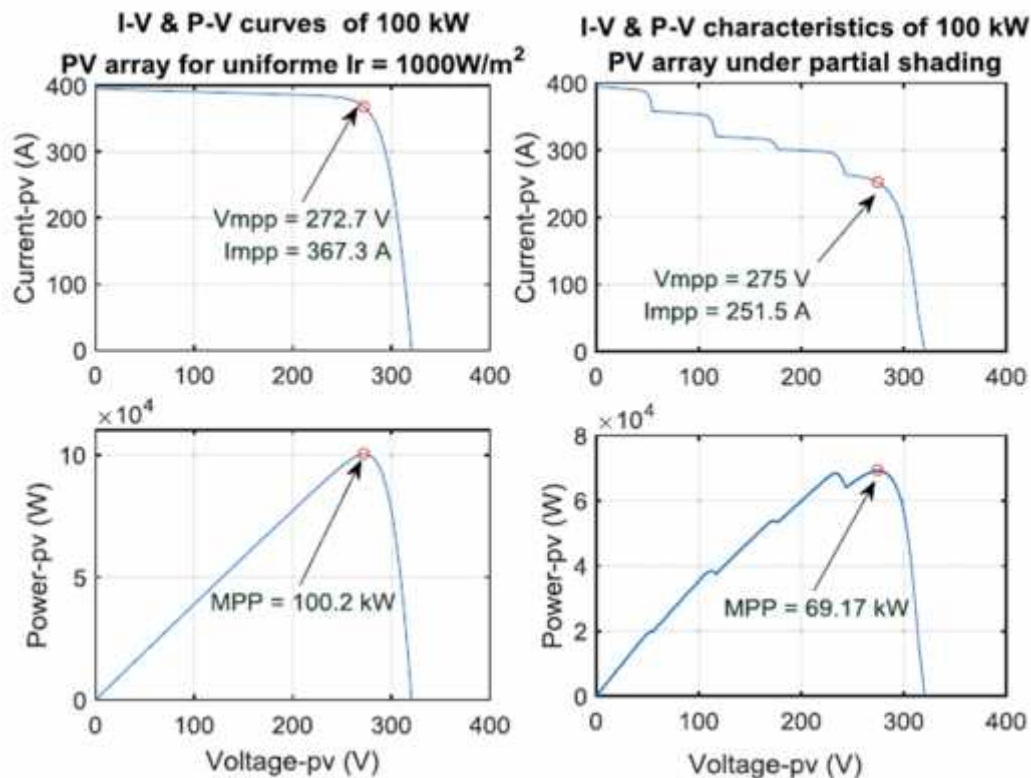 I-V & P-V curves of 100 kW
PV array for uniforme Ir = 1000W/m²
400
300
200
100
0
Current-pv (A)
Vmpp = 272.7 V
Impp = 367.3 A
0 100 200 300 400
I-V & P-V characteristics of 100 kW
PV array under partial shading
400
300
200
100
0
Current-pv (A)
Vmpp = 275 V
Impp = 251.5 A
0 100 200 300 400
×10⁴
10
5
0
Power-pv (W)
MPP = 100.2 kW
0 100 200 300 400
Voltage-pv (V)
×10⁴
8
6
4
2
0
Power-pv (W)
MPP = 69.17 kW
0 100 200 300 400
Voltage-pv (V)